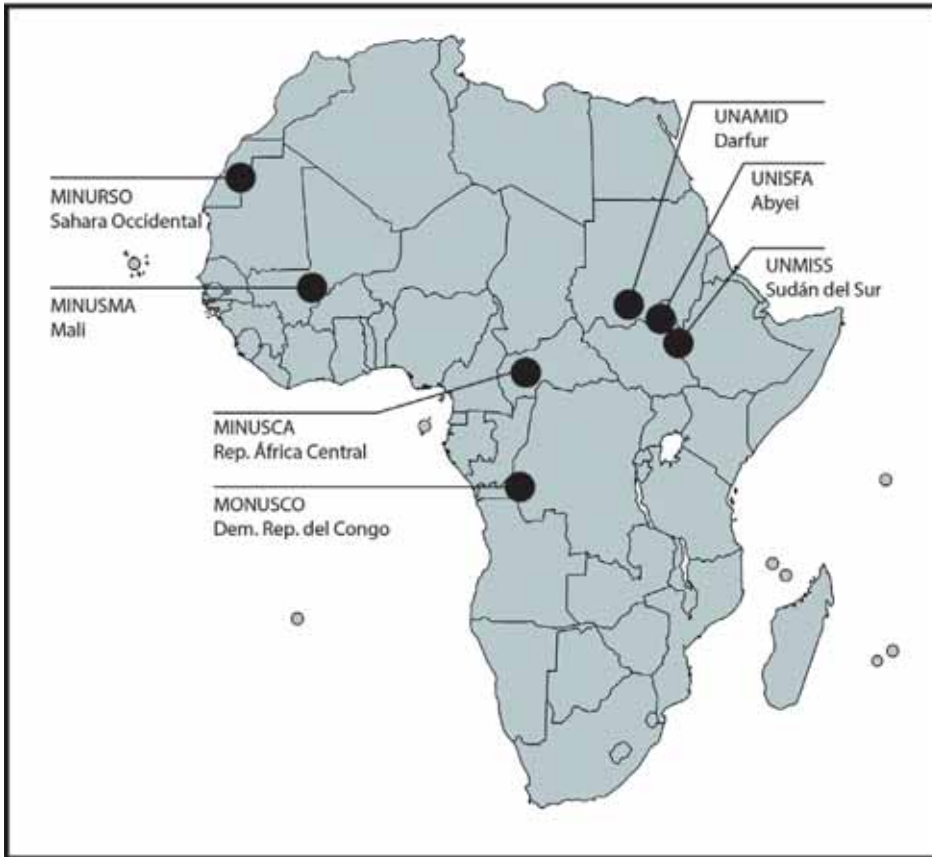 UNAMID
Darfur
UNISFA
Abyei
MINURSO
Sahara Occidental
UNMISS
Sudán del Sur
MINUSMA
Mali
MINUSCA
Rep. África Central
MONUSCO
Dem. Rep. del Congo